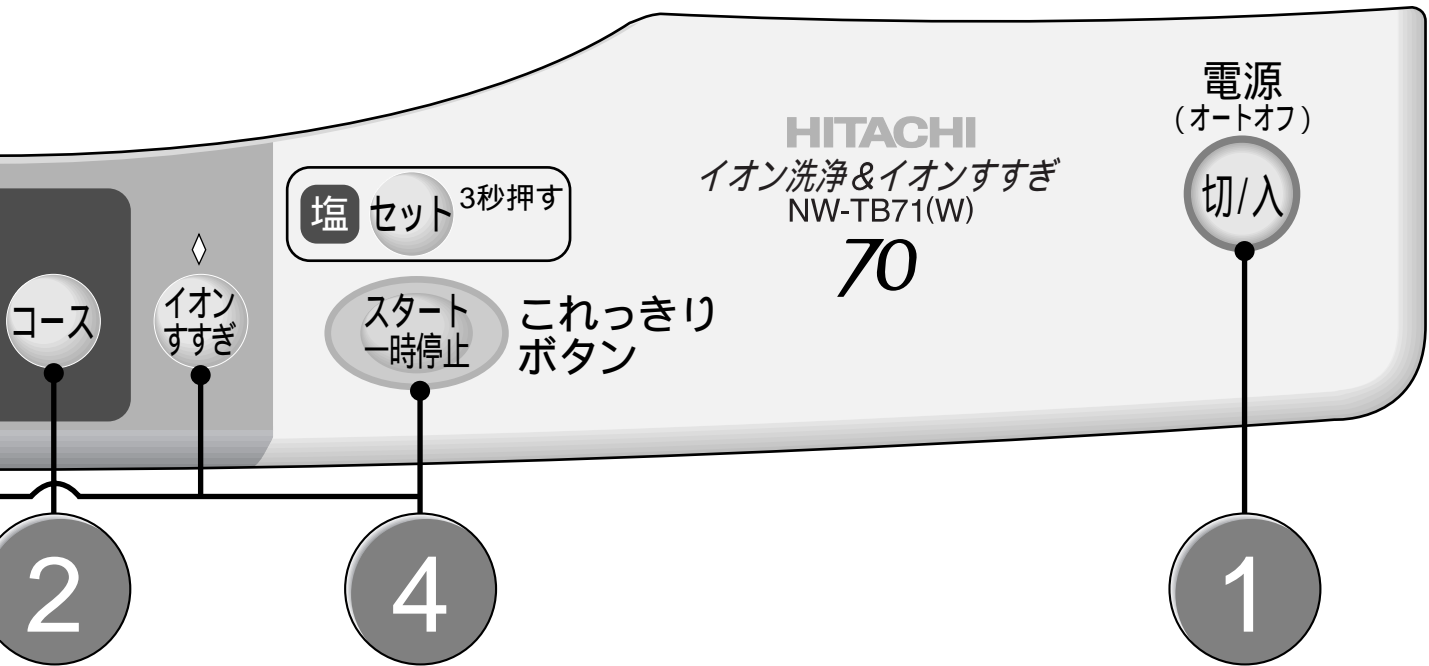 電源
(オートオフ)
切/入
HITACHI
イオン洗浄&イオンすすぎ
NW-TB71(W)
70
塩
セット
3秒押す
コース
イオン
すすぎ
スタート
一時停止
これっきり
ボタン
2
4
1